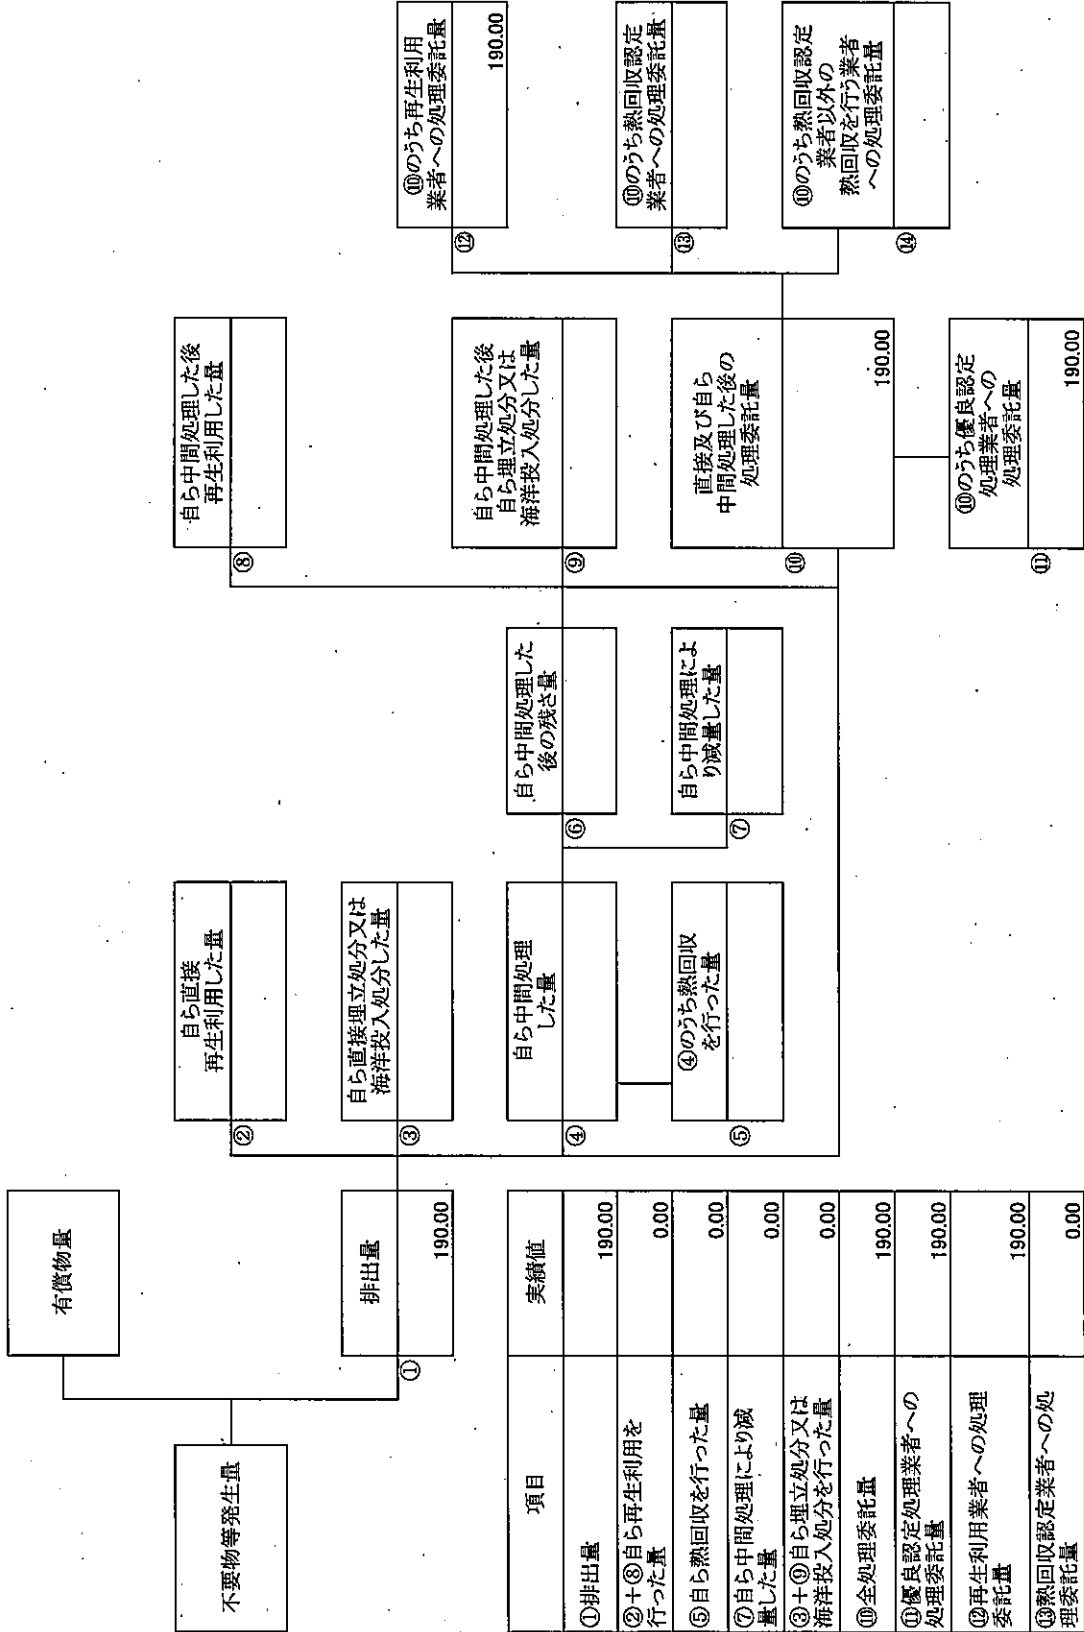 不要物等発生量
有償物量
①
排出量
190.00
②
自ら直接
再生利用した量
③
自ら直接埋立処分又は
海洋投入処分した量
④
自ら中間処理
した量
⑤
④のうち熱回収
を行った量
⑥
自ら中間処理した
後の残さ量
⑦
自ら中間処理によ
り減量した量
⑧
自ら中間処理した後
再生利用した量
⑨
自ら中間処理した後
自ら埋立処分又は
海洋投入処分した量
⑩
直接及び自ら
中間処理した後の
処理委託量
190.00
⑪
⑩のうち優良認定
処理業者への
処理委託量
190.00
⑫
⑩のうち再生利用
業者への処理委託量
190.00
⑬
⑩のうち熱回収認定
業者への処理委託量
⑭
⑩のうち熱回収認定
業者以外の
熱回収を行う業者
への処理委託量
項目 実績値
①排出量 190.00
②+⑧自ら再生利用を
行った量 0.00
⑤自ら熱回収を行った量 0.00
⑦自ら中間処理により減
量した量 0.00
③+⑨自ら埋立処分又は
海洋投入処分を行った量 0.00
⑩全処理委託量 190.00
⑪優良認定処理業者への
処理委託量 190.00
⑫再生利用業者への処理
委託量 190.00
⑬熱回収認定業者への処
理委託量 0.00